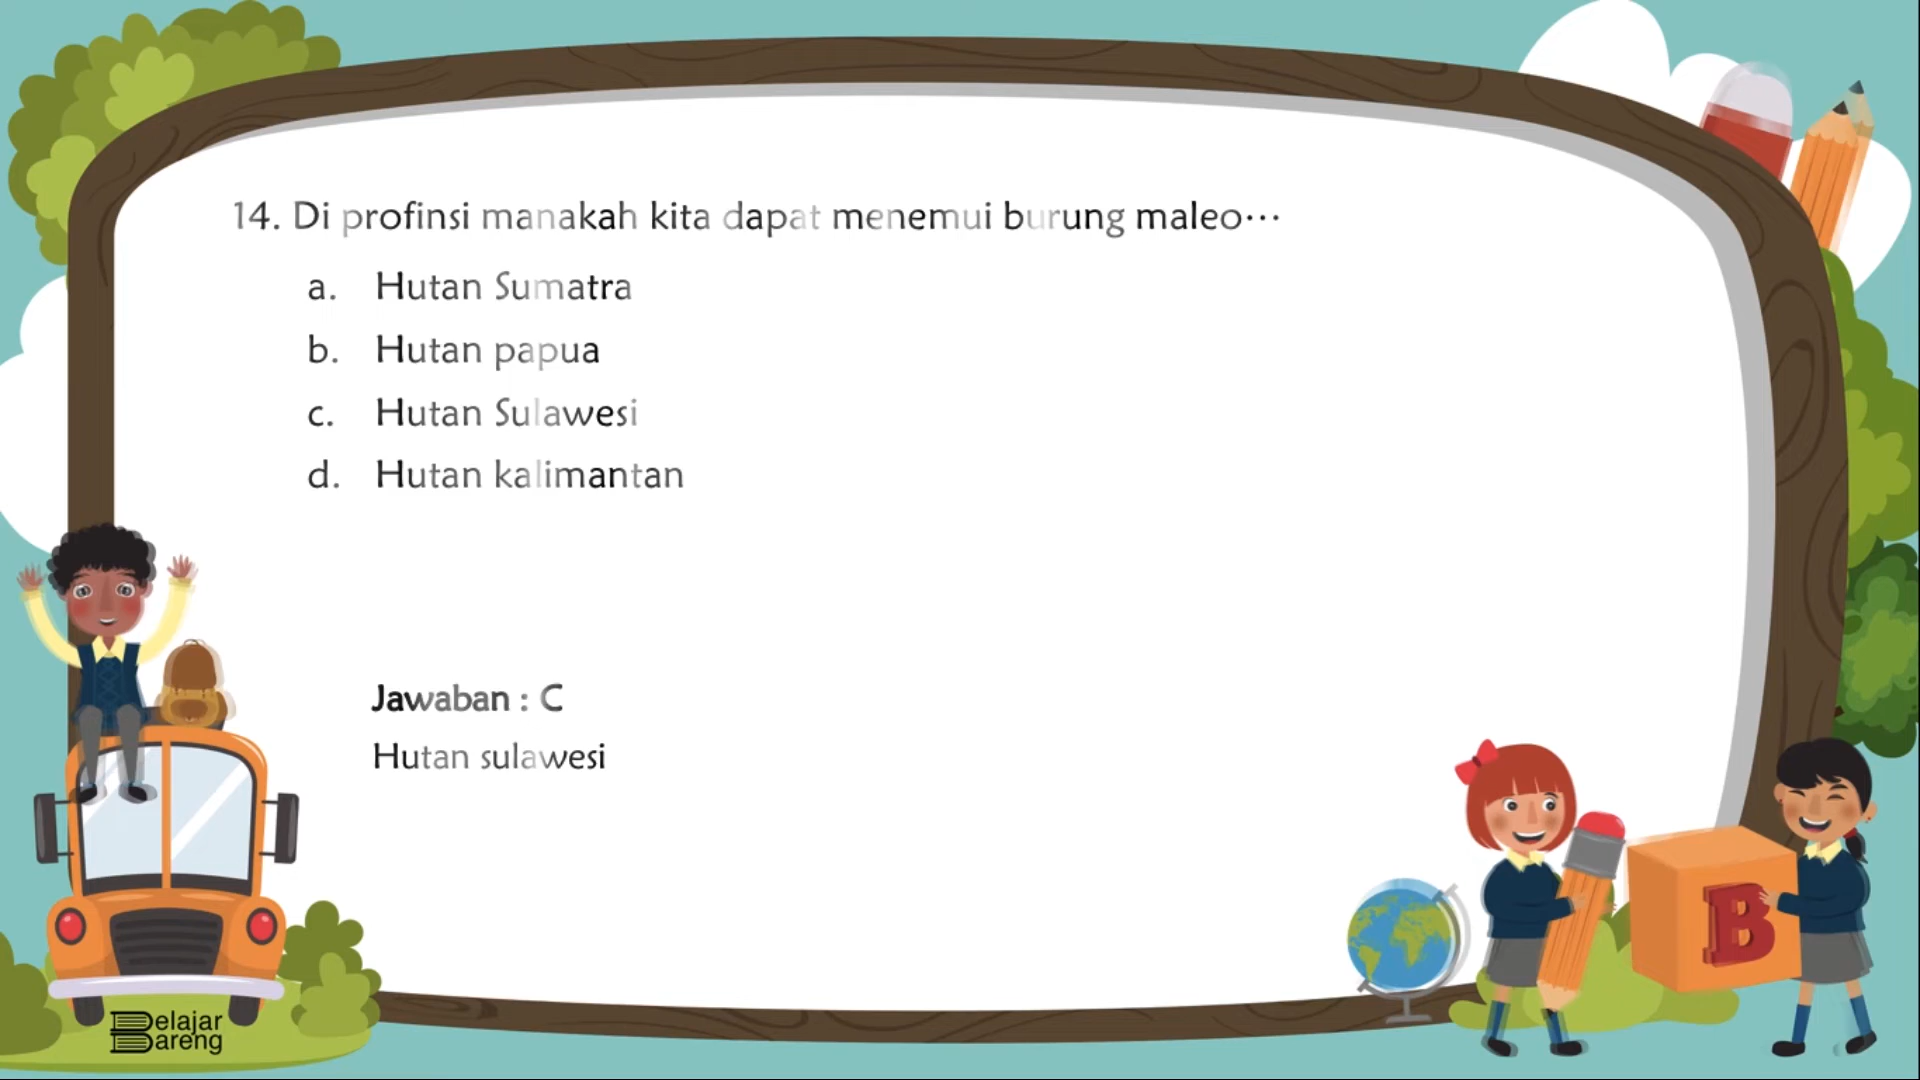 14. Di profinsi manakah kita dapat menemui burung maleo…
a. Hutan Sumatra
b. Hutan papua
c. Hutan Sulawesi
d. Hutan kalimantan
Jawaban : C
Hutan sulawesi
B
Belajar
Bareng